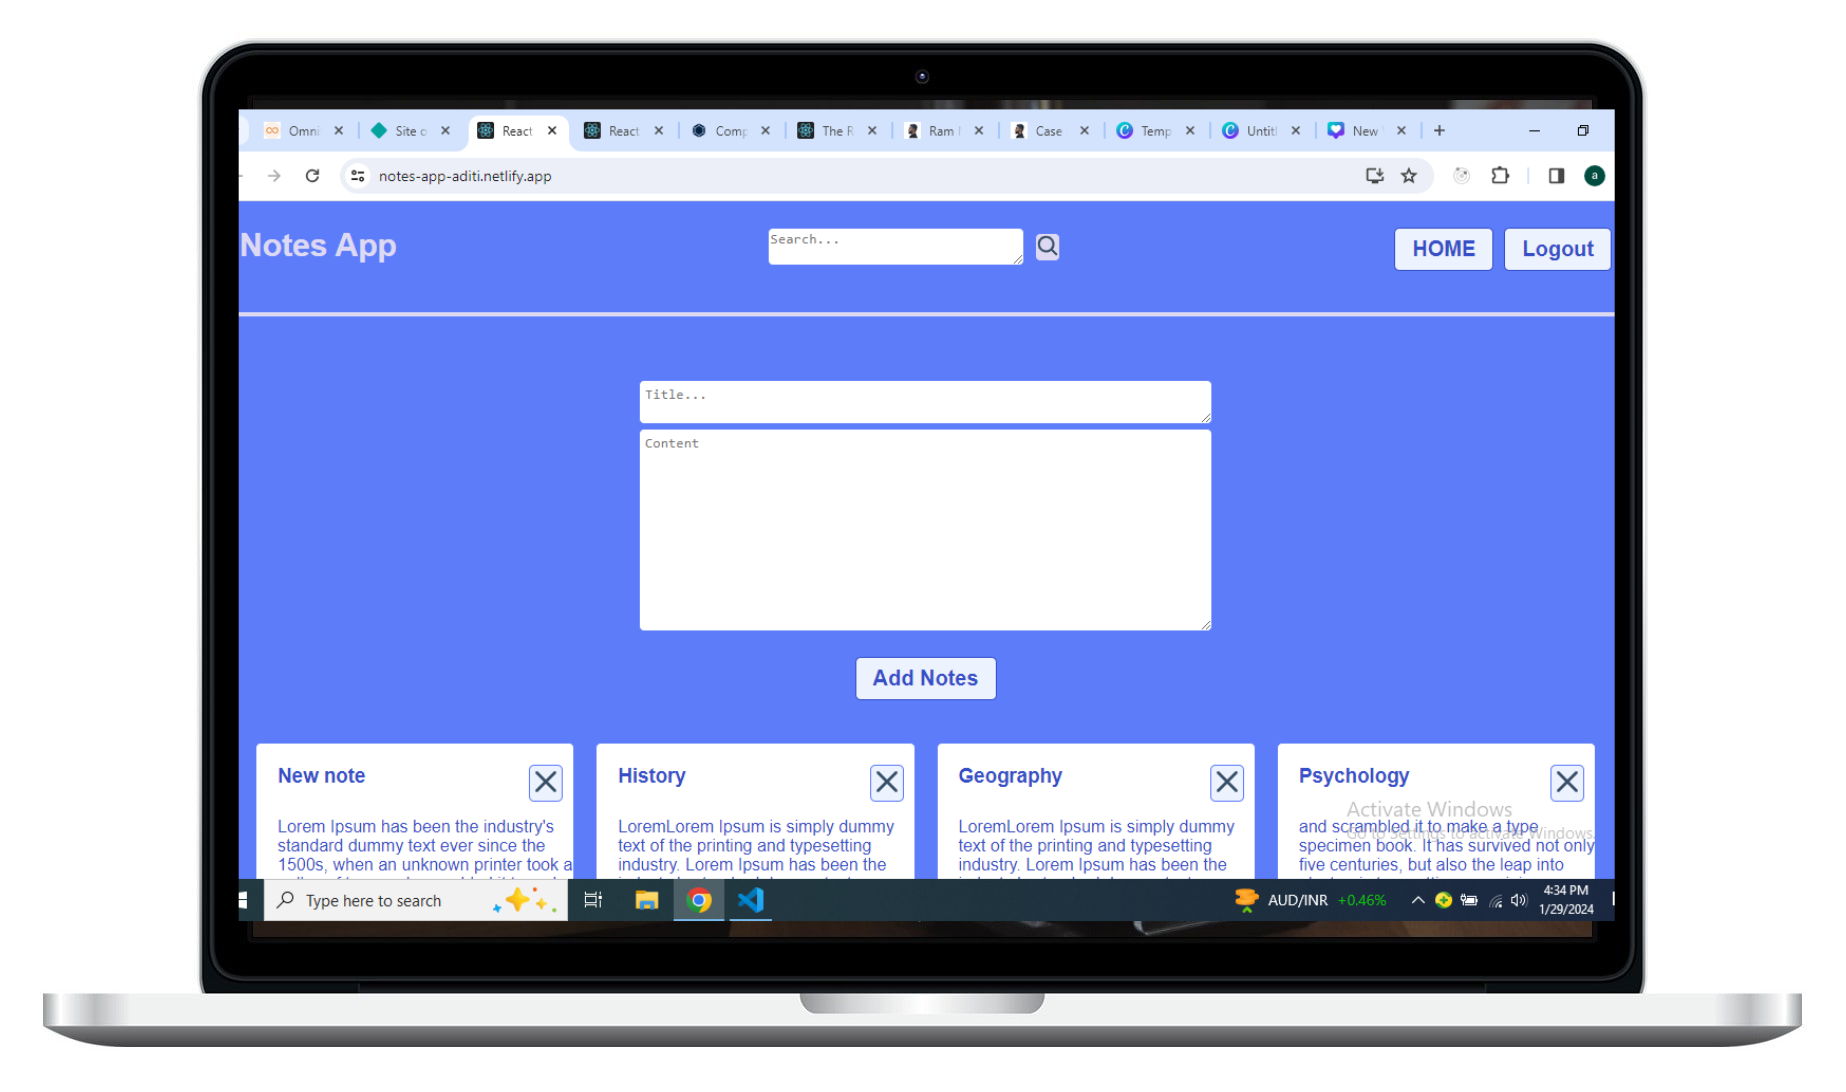 Omni
Site o
React
React
Comp
The R
Ram
Case
Temp
Untitl
New
notes-app-aditi.netlify.app
a
Notes App
Search...
HOME
Logout
Title...
Content
Add Notes
New note
Lorem Ipsum has been the industry's
standard dummy text ever since the
1500s, when an unknown printer took a
History
LoremLorem Ipsum is simply dummy
text of the printing and typesetting
industry. Lorem Ipsum has been the
Geography
LoremLorem Ipsum is simply dummy
text of the printing and typesetting
industry. Lorem Ipsum has been the
Psychology
and scrambled it to make a type
specimen book. It has survived not only
five centuries, but also the leap into
Activate Windows
Go to Settings to activate Windows.
Type here to search
AUD/INR +0.46%
4:34 PM
1/29/2024